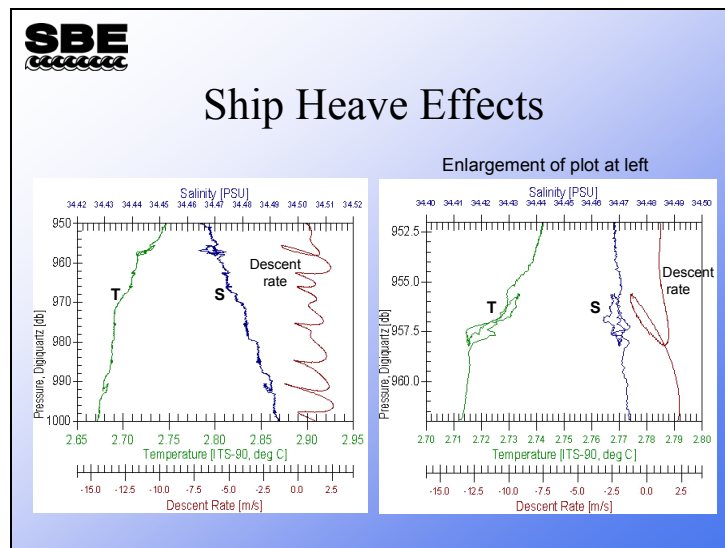 SBE
Ship Heave Effects
Enlargement of plot at left
Salinity [PSU]
34.42 34.43 34.44 34.45 34.46 34.47 34.48 34.49 34.50 34.51 34.52
950
960
970
980
990
1000
Pressure, Digiquartz [db]
T
S
Descent
rate
2.65 2.70 2.75 2.80 2.85 2.90 2.95
Temperature [ITS-90, deg C]
-15.0 -12.5 -10.0 -7.5 -5.0 -2.5 0.0 2.5
Descent Rate [m/s]
Salinity [PSU]
34.40 34.41 34.42 34.43 34.44 34.45 34.46 34.47 34.48 34.49 34.50
952.5
955.0
957.5
960.0
Pressure, Digiquartz [db]
T
S
Descent
rate
2.70 2.71 2.72 2.73 2.74 2.75 2.76 2.77 2.78 2.79 2.80
Temperature [ITS-90, deg C]
-15.0 -12.5 -10.0 -7.5 -5.0 -2.5 0.0 2.5
Descent Rate [m/s]